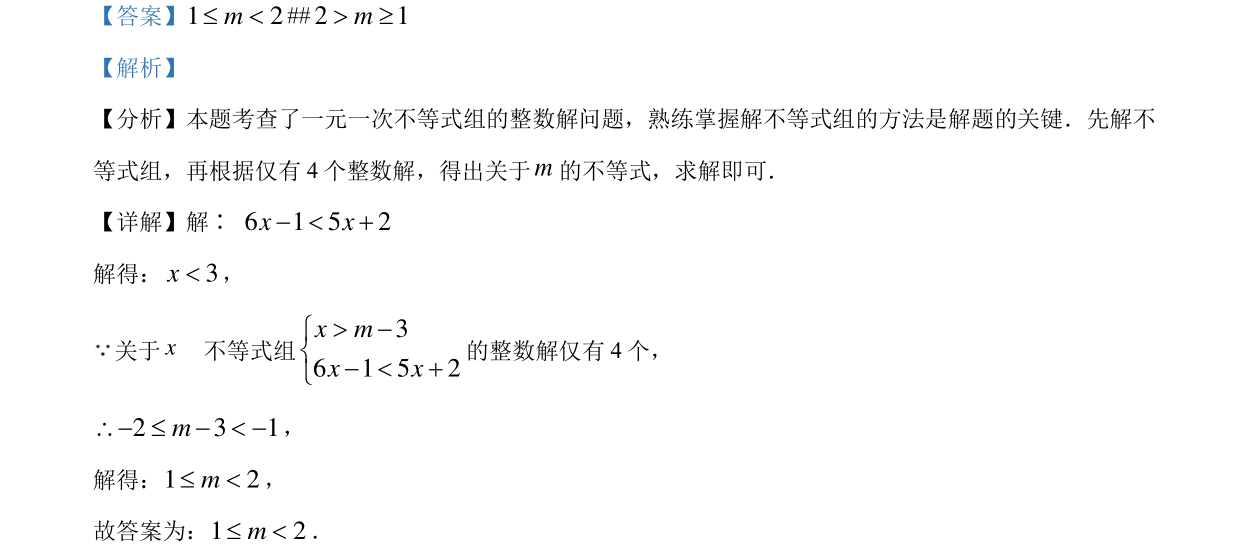 【答案】1≤m<2##2>m≥1
【解析】
【分析】本题考查了一元一次不等式组的整数解问题，熟练掌握解不等式组的方法是解题的关键．先解不
等式组，再根据仅有 4 个整数解，得出关于 m 的不等式，求解即可．
【详解】解： 6x−1<5x+2
解得：x<3，
∵关于 x 不等式组{x>m−3
6x−1<5x+2 的整数解仅有 4 个，
∴−2≤m−3<−1，
解得：1≤m<2，
故答案为：1≤m<2．